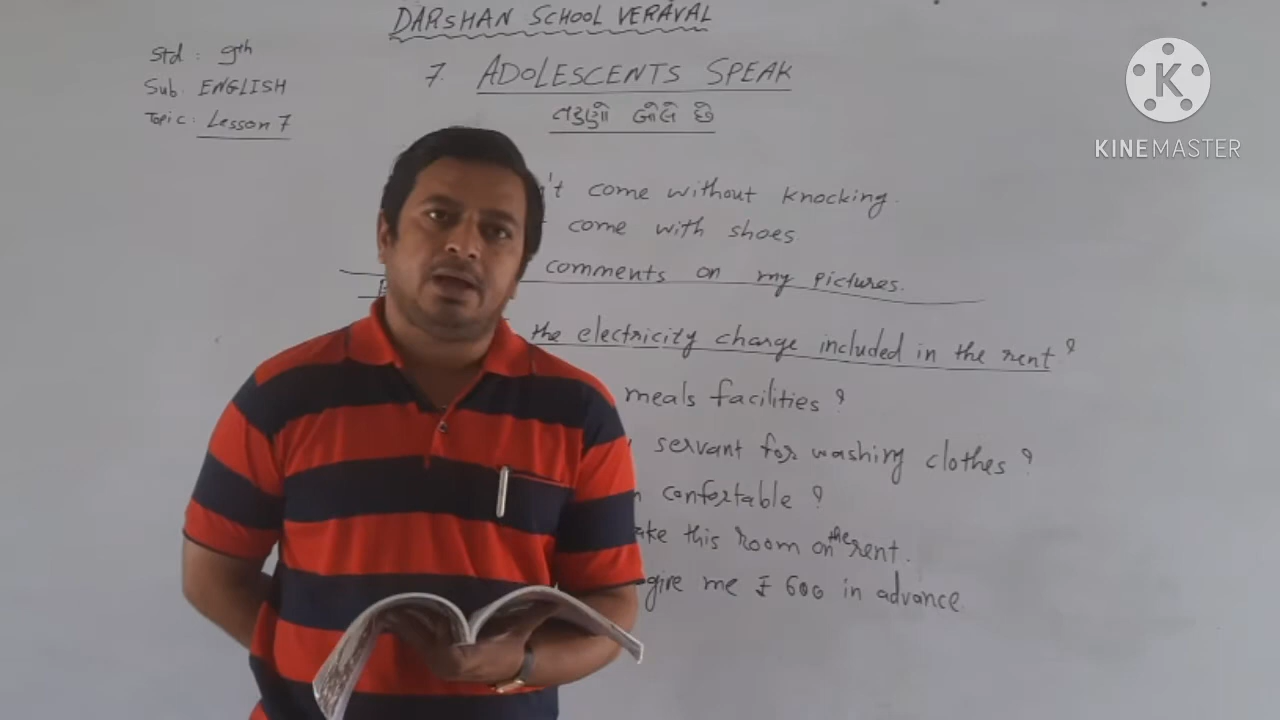 DARSHAN SCHOOL VERAVAL
Std : 9th
Sub. ENGLISH
Topic : Lesson 7
7. ADOLESCENTS SPEAK
તરુણો બોલે છે
K
KINEMASTER
't come without knocking.
come with shoes
comments on my pictures.
the electricity charge included in the rent ?
meals facilities ?
servant for washing clothes ?
confortable ?
this room on the rent.
give me ₹ 600 in advance.